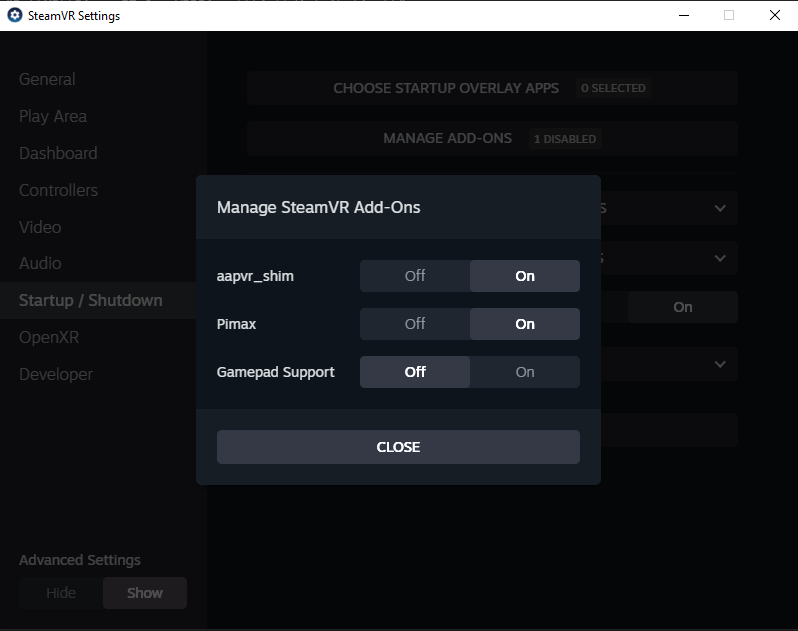 SteamVR Settings
General
Play Area
Dashboard
Controllers
Video
Audio
Startup / Shutdown
OpenXR
Developer
Advanced Settings
Hide Show
CHOOSE STARTUP OVERLAY APPS 0 SELECTED
MANAGE ADD-ONS 1 DISABLED
On
Manage SteamVR Add-Ons
aapvr_shim Off On
Pimax Off On
Gamepad Support Off On
CLOSE